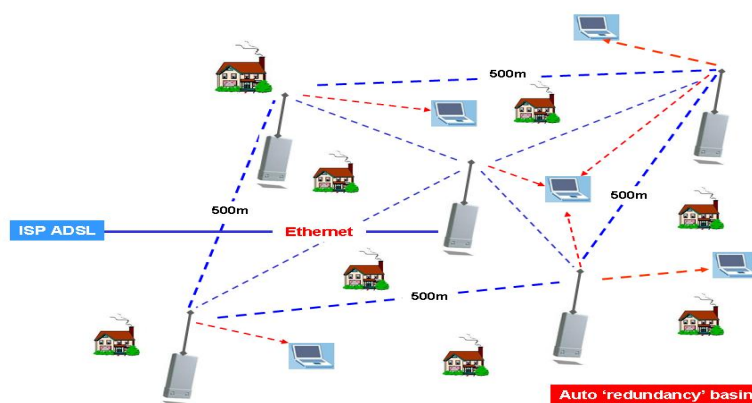 500m
500m
500m
ISP ADSL
Ethernet
500m
Auto 'redundancy' basin